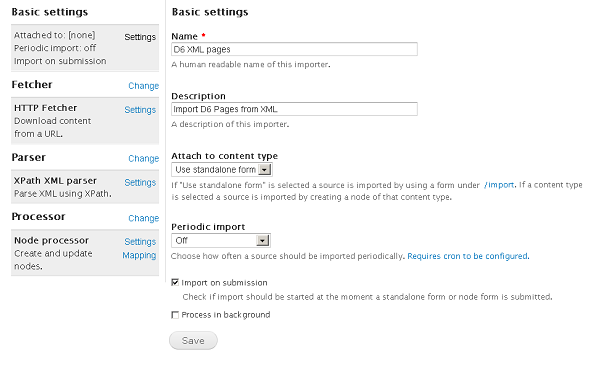 Basic settings
Attached to: [none]
Settings
Periodic import: off
Import on submission
Fetcher
Change
HTTP Fetcher
Settings
Download content
from a URL.
Parser
Change
XPath XML parser
Settings
Parse XML using XPath.
Processor
Change
Node processor
Settings
Create and update
Mapping
nodes.
Basic settings
Name *
D6 XML pages
A human readable name of this importer.
Description
Import D6 Pages from XML
A description of this importer.
Attach to content type
Use standalone form
If "Use standalone form" is selected a source is imported by using a form under /import. If a content type
is selected a source is imported by creating a node of that content type.
Periodic import
Off
Choose how often a source should be imported periodically. Requires cron to be configured.
Import on submission
Check if import should be started at the moment a standalone form or node form is submitted.
Process in background
Save